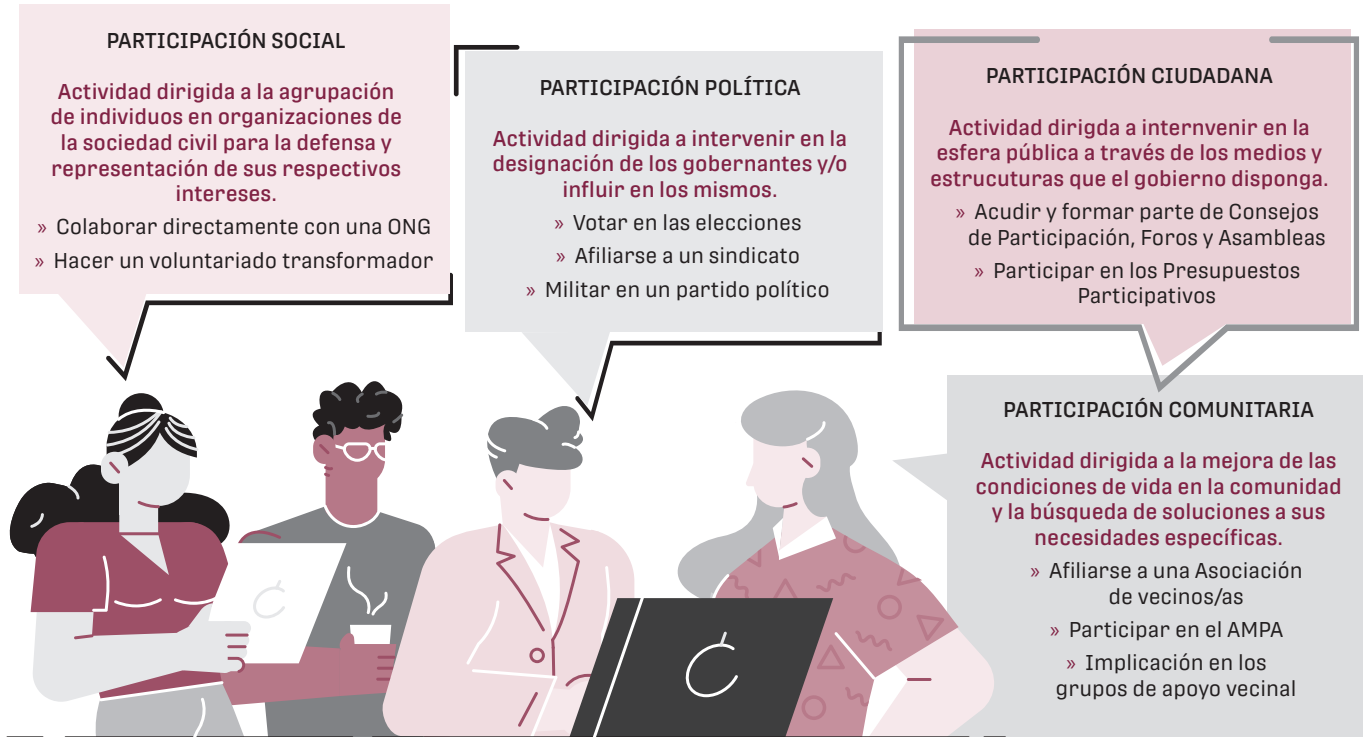 PARTICIPACIÓN SOCIAL
Actividad dirigida a la agrupación
de individuos en organizaciones de
la sociedad civil para la defensa y
representación de sus respectivos
intereses.
» Colaborar directamente con una ONG
» Hacer un voluntariado transformador
PARTICIPACIÓN POLÍTICA
Actividad dirigida a intervenir en la
designación de los gobernantes y/o
influir en los mismos.
» Votar en las elecciones
» Afiliarse a un sindicato
» Militar en un partido político
PARTICIPACIÓN CIUDADANA
Actividad dirigda a internvenir en la
esfera pública a través de los medios y
estrucuturas que el gobierno disponga.
» Acudir y formar parte de Consejos
de Participación, Foros y Asambleas
» Participar en los Presupuestos
Participativos
PARTICIPACIÓN COMUNITARIA
Actividad dirigida a la mejora de las
condiciones de vida en la comunidad
y la búsqueda de soluciones a sus
necesidades específicas.
» Afiliarse a una Asociación
de vecinos/as
» Participar en el AMPA
» Implicación en los
grupos de apoyo vecinal